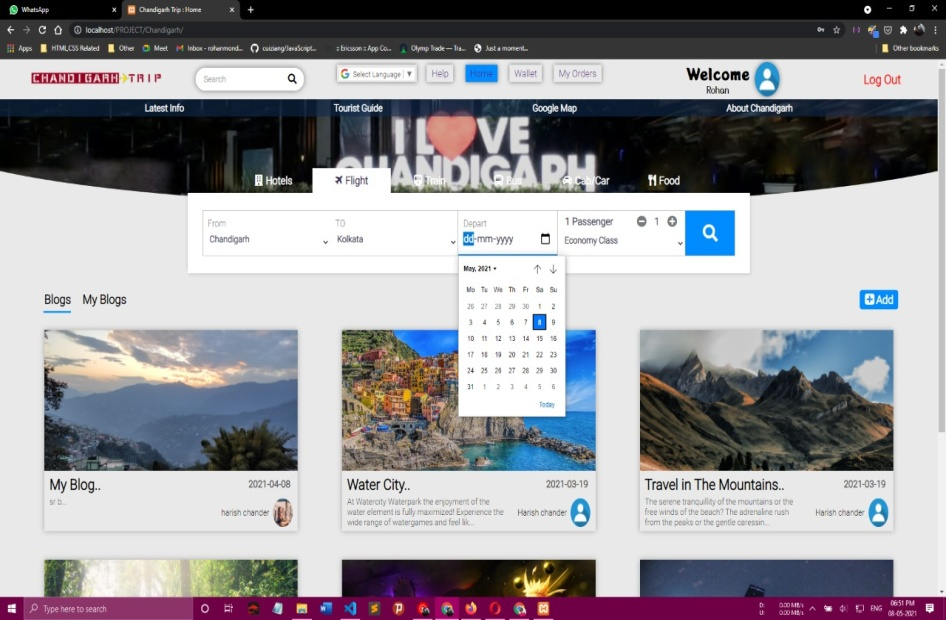 WhatsApp
Chandigarh Trip : Home
localhost/PROJECT/Chandigarh/
Apps HTML,CSS Related Other Meet Inbox - rohanmond... cuiziang/JavaScript... :: Ericsson :: App Co... Olymp Trade — Tra... Just a moment... Other bookmarks
CHANDIGARH TRIP
Search
Select Language ▼
Help
Home
Wallet
My Orders
Welcome
Rohan
Log Out
Latest Info Tourist Guide Google Map About Chandigarh
I LOVE
CHANDIGARH
Hotels Flight Train Bus Cab/Car Food
From TO Depart 1 Passenger 1
Chandigarh Kolkata dd-mm-yyyy Economy Class
May, 2021
Mo Tu We Th Fr Sa Su
26 27 28 29 30 1 2
3 4 5 6 7 8 9
10 11 12 13 14 15 16
17 18 19 20 21 22 23
24 25 26 27 28 29 30
31 1 2 3 4 5 6
Today
Blogs My Blogs
Add
My Blog.. 2021-04-08
sr b...
harish chander
Water City.. 2021-03-19
At Watercity Waterpark the enjoyment of the
water element is fully maxmized! Experience the
wide range of watergames and feel lik...
Harish chander
Travel in The Mountains.. 2021-03-19
The serene tranquillity of the mountains or the
free winds of the beach? The adrenaline rush
from the peaks or the gentle caressin...
Harish chander
Type here to search
D: 0.00 MB/s
U: 0.00 MB/s
ENG
06:51 PM
08-05-2021